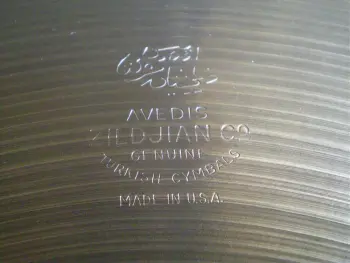 AVEDIS
ZILDJIAN CO
GENUINE
TURKISH CYMBALS
MADE IN U.S.A.